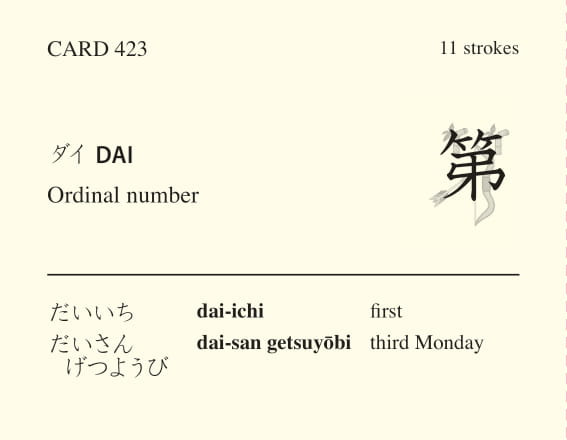 CARD 423
11 strokes
ダイ DAI
第
Ordinal number
だいいち dai-ichi first
だいさん dai-san getsuyōbi third Monday
げつようび